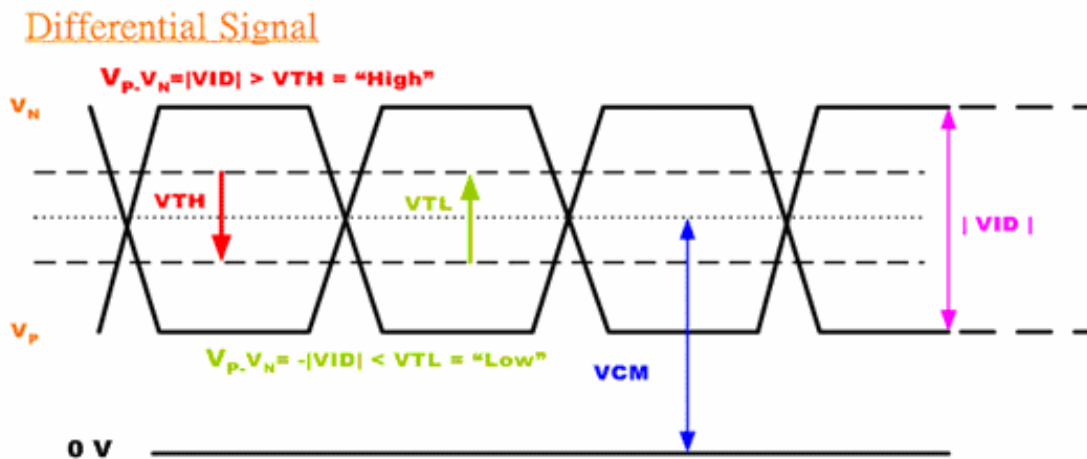 Differential Signal
VP-VN=|VID| > VTH = “High”
VN
VTH
VTL
| VID |
VP
VP-VN= -|VID| < VTL = “Low”
VCM
0 V